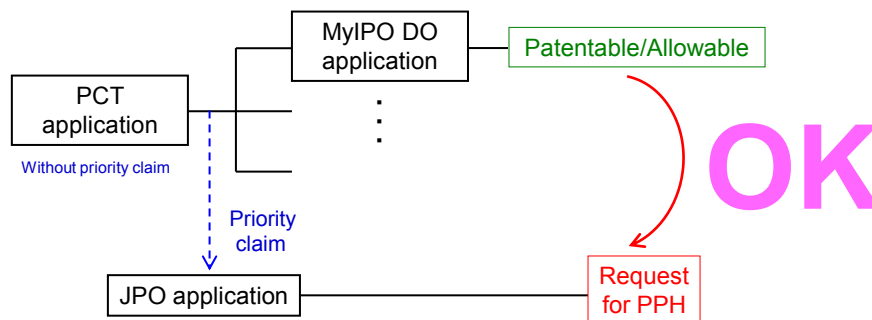 MyIPO DO
application
Patentable/Allowable
PCT
application
Without priority claim
OK
Priority
claim
JPO application
Request
for PPH